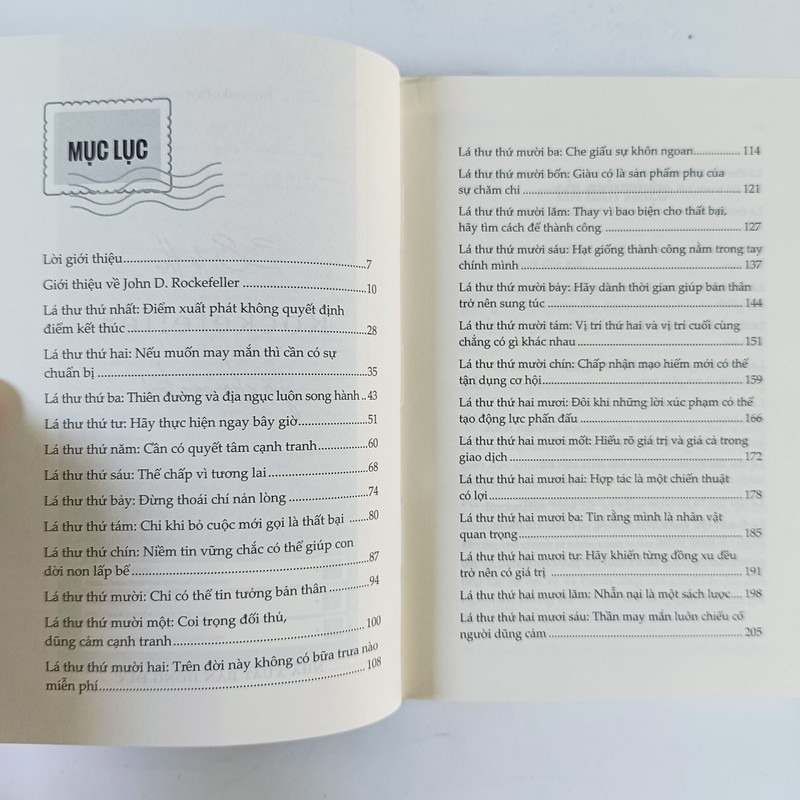 MỤC LỤC
Lời giới thiệu 7
Giới thiệu về John D. Rockefeller 10
Lá thư thứ nhất: Điểm xuất phát không quyết định
điểm kết thúc 28
Lá thư thứ hai: Nếu muốn may mắn thì cần có sự
chuẩn bị 35
Lá thư thứ ba: Thiên đường và địa ngục luôn song hành 43
Lá thư thứ tư: Hãy thực hiện ngay bây giờ 51
Lá thư thứ năm: Cần có quyết tâm cạnh tranh 60
Lá thư thứ sáu: Thế chấp vì tương lai 68
Lá thư thứ bảy: Đừng thoái chí nản lòng 74
Lá thư thứ tám: Chỉ khi bỏ cuộc mới gọi là thất bại 80
Lá thư thứ chín: Niềm tin vững chắc có thể giúp con
dời non lấp bể 87
Lá thư thứ mười: Chỉ có thể tin tưởng bản thân 94
Lá thư thứ mười một: Coi trọng đối thủ,
dũng cảm cạnh tranh 100
Lá thư thứ mười hai: Trên đời này không có bữa trưa nào
miễn phí 108
Lá thư thứ mười ba: Che giấu sự khôn ngoan 114
Lá thư thứ mười bốn: Giàu có là sản phẩm phụ của
sự chăm chỉ 121
Lá thư thứ mười lăm: Thay vì bao biện cho thất bại,
hãy tìm cách để thành công 127
Lá thư thứ mười sáu: Hạt giống thành công nằm trong tay
chính mình 137
Lá thư thứ mười bảy: Hãy dành thời gian giúp bản thân
trở nên sung túc 144
Lá thư thứ mười tám: Vị trí thứ hai và vị trí cuối cùng
chẳng có gì khác nhau 151
Lá thư thứ mười chín: Chấp nhận mạo hiểm mới có thể
tận dụng cơ hội 159
Lá thư thứ hai mươi: Đôi khi những lời xúc phạm có thể
tạo động lực phấn đấu 166
Lá thư thứ hai mươi mốt: Hiểu rõ giá trị và giá cả trong
giao dịch 172
Lá thư thứ hai mươi hai: Hợp tác là một chiến thuật
có lợi 178
Lá thư thứ hai mươi ba: Tin rằng mình là nhân vật
quan trọng 185
Lá thư thứ hai mươi tư: Hãy khiến từng đồng xu đều
trở nên có giá trị 191
Lá thư thứ hai mươi lăm: Nhẫn nại là một sách lược 198
Lá thư thứ hai mươi sáu: Thần may mắn luôn chiếu cố
người dũng cảm 205